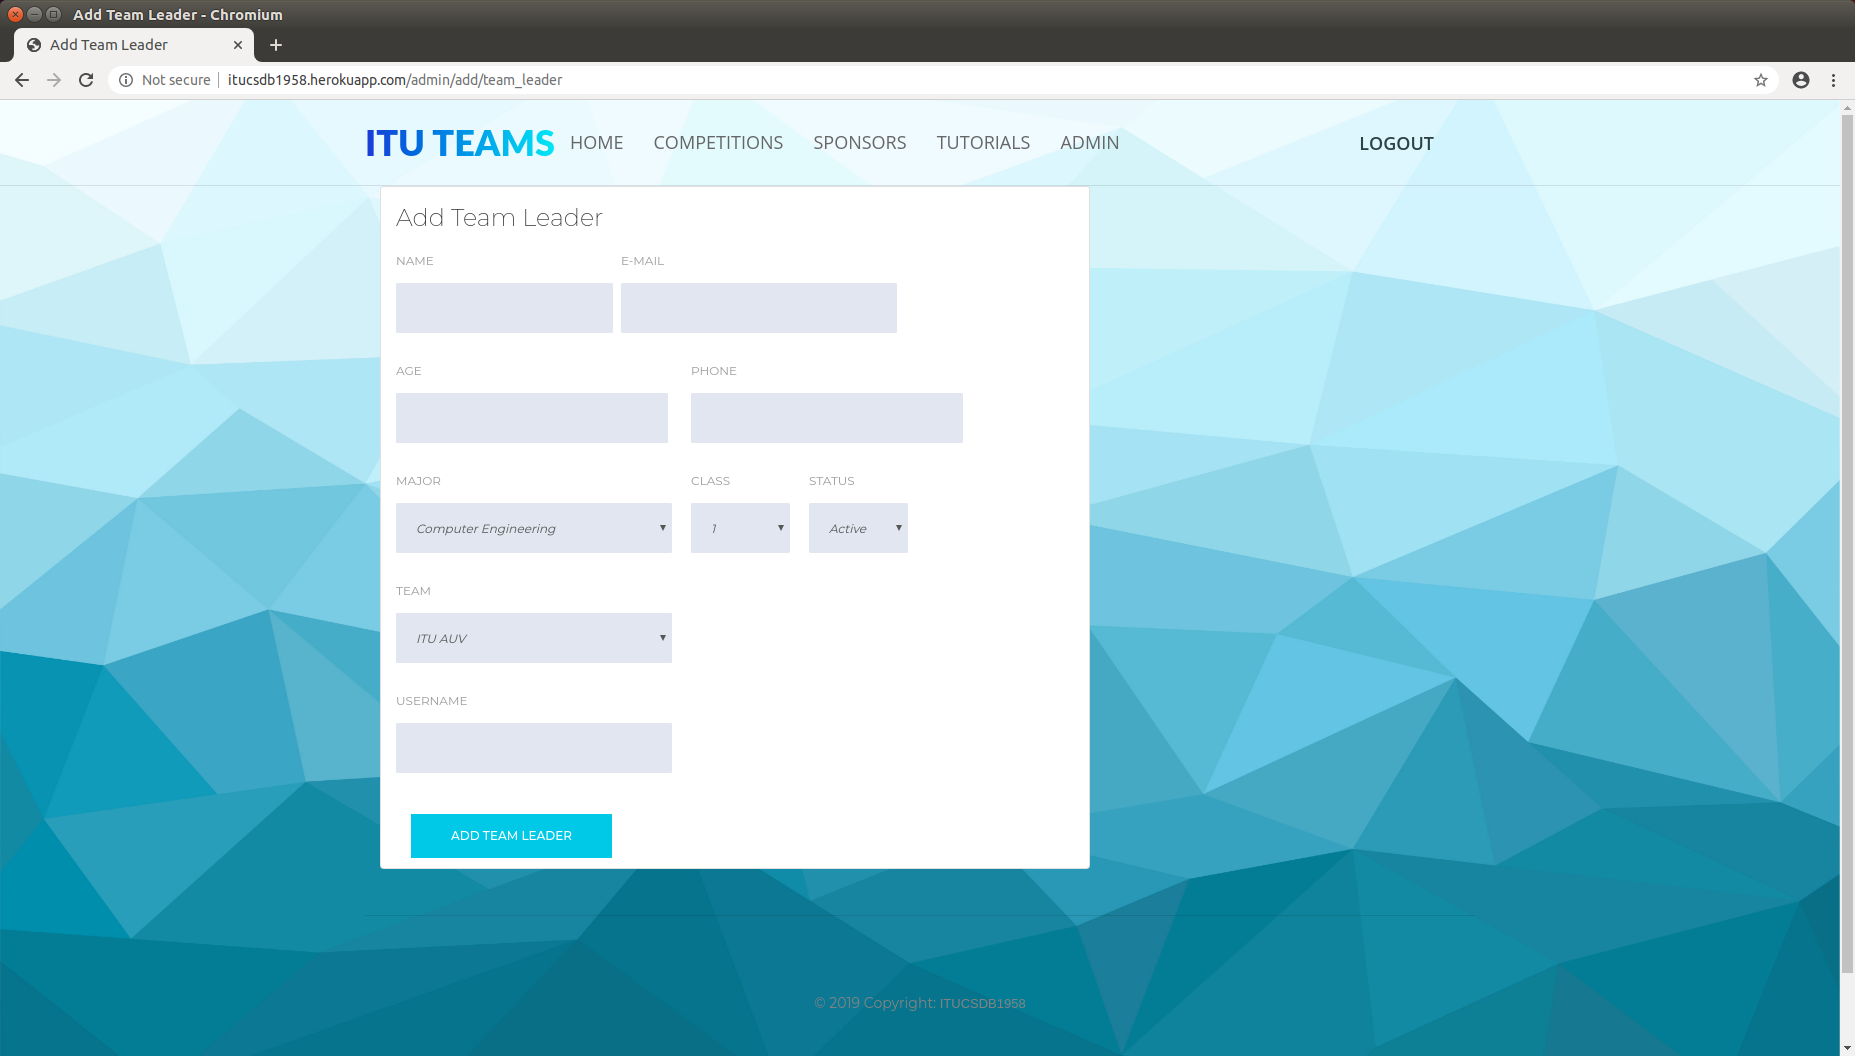 Add Team Leader - Chromium
Add Team Leader
Not secure itucsdb1958.herokuapp.com/admin/add/team_leader
ITU TEAMS HOME COMPETITIONS SPONSORS TUTORIALS ADMIN LOGOUT
Add Team Leader
NAME E-MAIL
AGE PHONE
MAJOR CLASS STATUS
Computer Engineering 1 Active
TEAM
ITU AUV
USERNAME
ADD TEAM LEADER
© 2019 Copyright: ITUCSDB1958